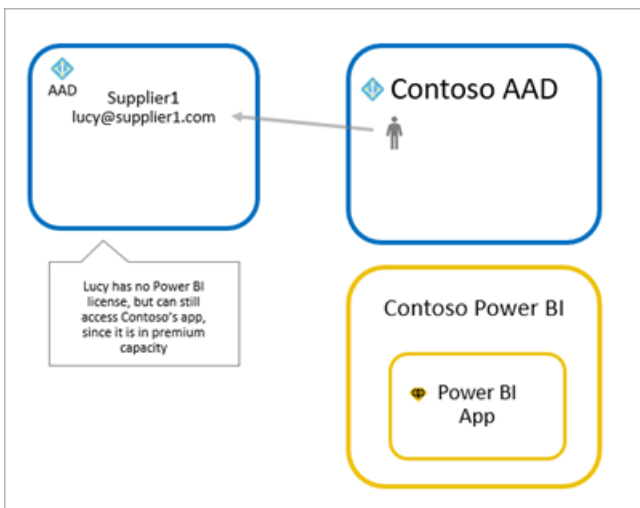 AAD
Supplier1
lucy@supplier1.com
Contoso AAD
Lucy has no Power BI
license, but can still
access Contoso's app,
since it is in premium
capacity
Contoso Power BI
Power BI
App